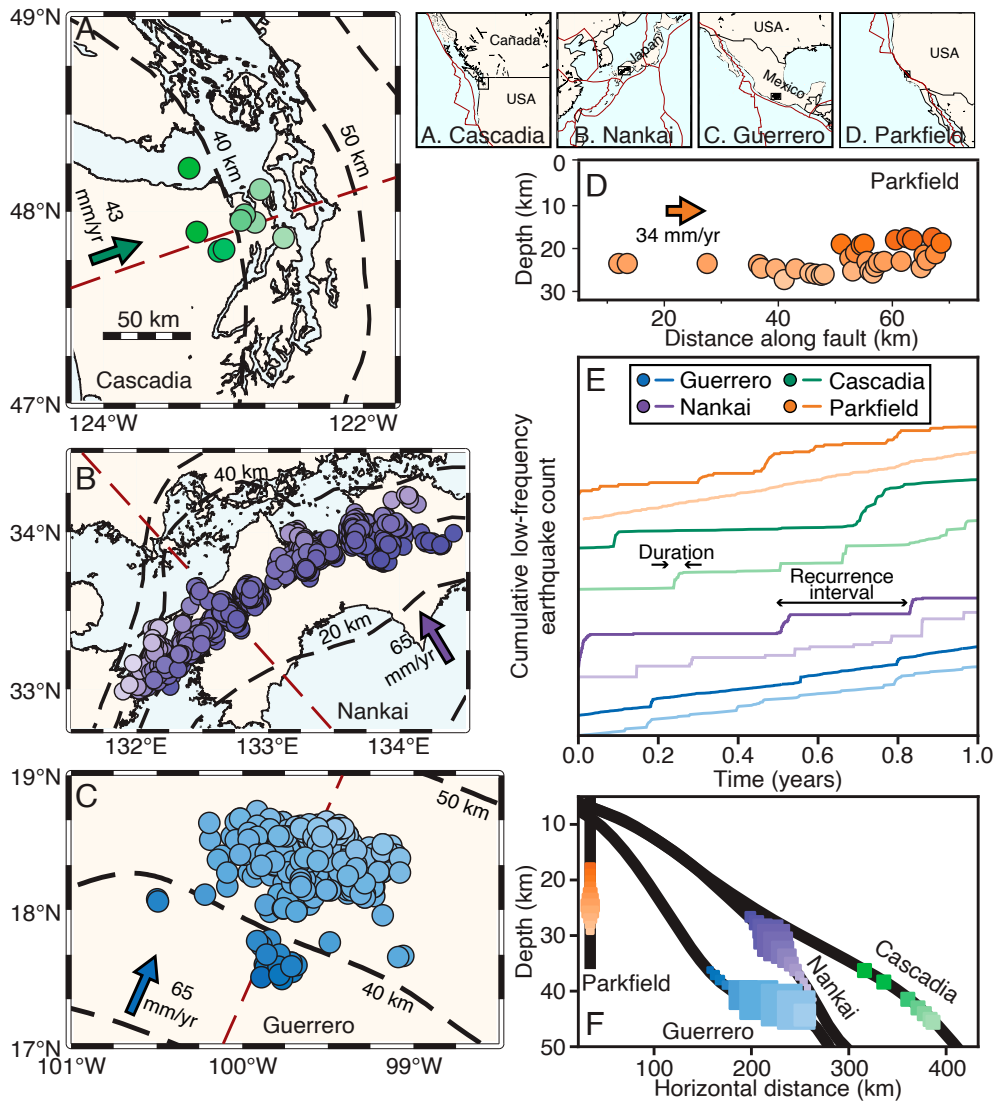 49°N
A
40 km
50 km
48°N
43
mm/yr
50 km
Cascadia
47°N
124°W
122°W
Canada
USA
A. Cascadia
Japan
B. Nankai
USA
Mexico
C. Guerrero
USA
D. Parkfield
0
10
20
30
Depth (km)
D
Parkfield
34 mm/yr
20
40
60
Distance along fault (km)
B
40 km
34°N
20 km
65
mm/yr
33°N
Nankai
132°E
133°E
134°E
E
Guerrero
Cascadia
Nankai
Parkfield
Cumulative low-frequency
earthquake count
Duration
Recurrence
interval
0.0
0.2
0.4
0.6
0.8
1.0
Time (years)
19°N
C
50 km
18°N
40 km
65
mm/yr
Guerrero
17°N
101°W
100°W
99°W
10
20
30
40
50
Depth (km)
Parkfield
Nankai
Cascadia
Guerrero
F
100
200
300
400
Horizontal distance (km)